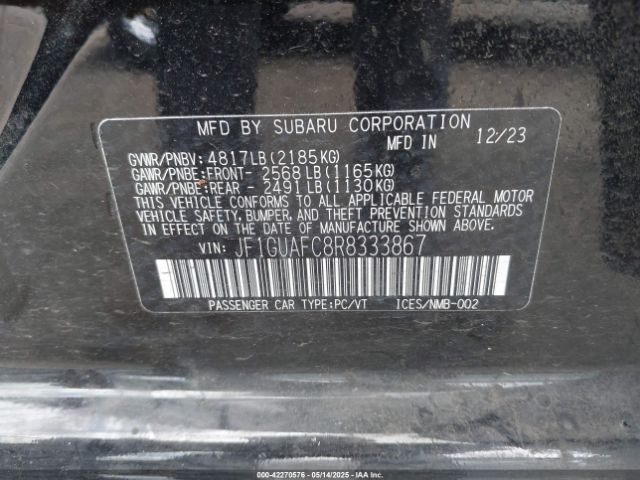 MFD BY SUBARU CORPORATION
MFD IN 12/23
GVWR/PNBV: 4817LB(2185KG)
GAWR/PNBE:FRONT- 2568LB(1165KG)
GAWR/PNBE:REAR - 2491LB(1130KG)
THIS VEHICLE CONFORMS TO ALL APPLICABLE FEDERAL MOTOR
VEHICLE SAFETY, BUMPER, AND THEFT PREVENTION STANDARDS
IN EFFECT ON THE DATE OF MANUFACTURE SHOWN ABOVE.
VIN: JF1GUAFC8R8333867
PASSENGER CAR TYPE:PC/VT ICES/NMB-002
000-42270576 - 05/14/2025 - IAAI.COM